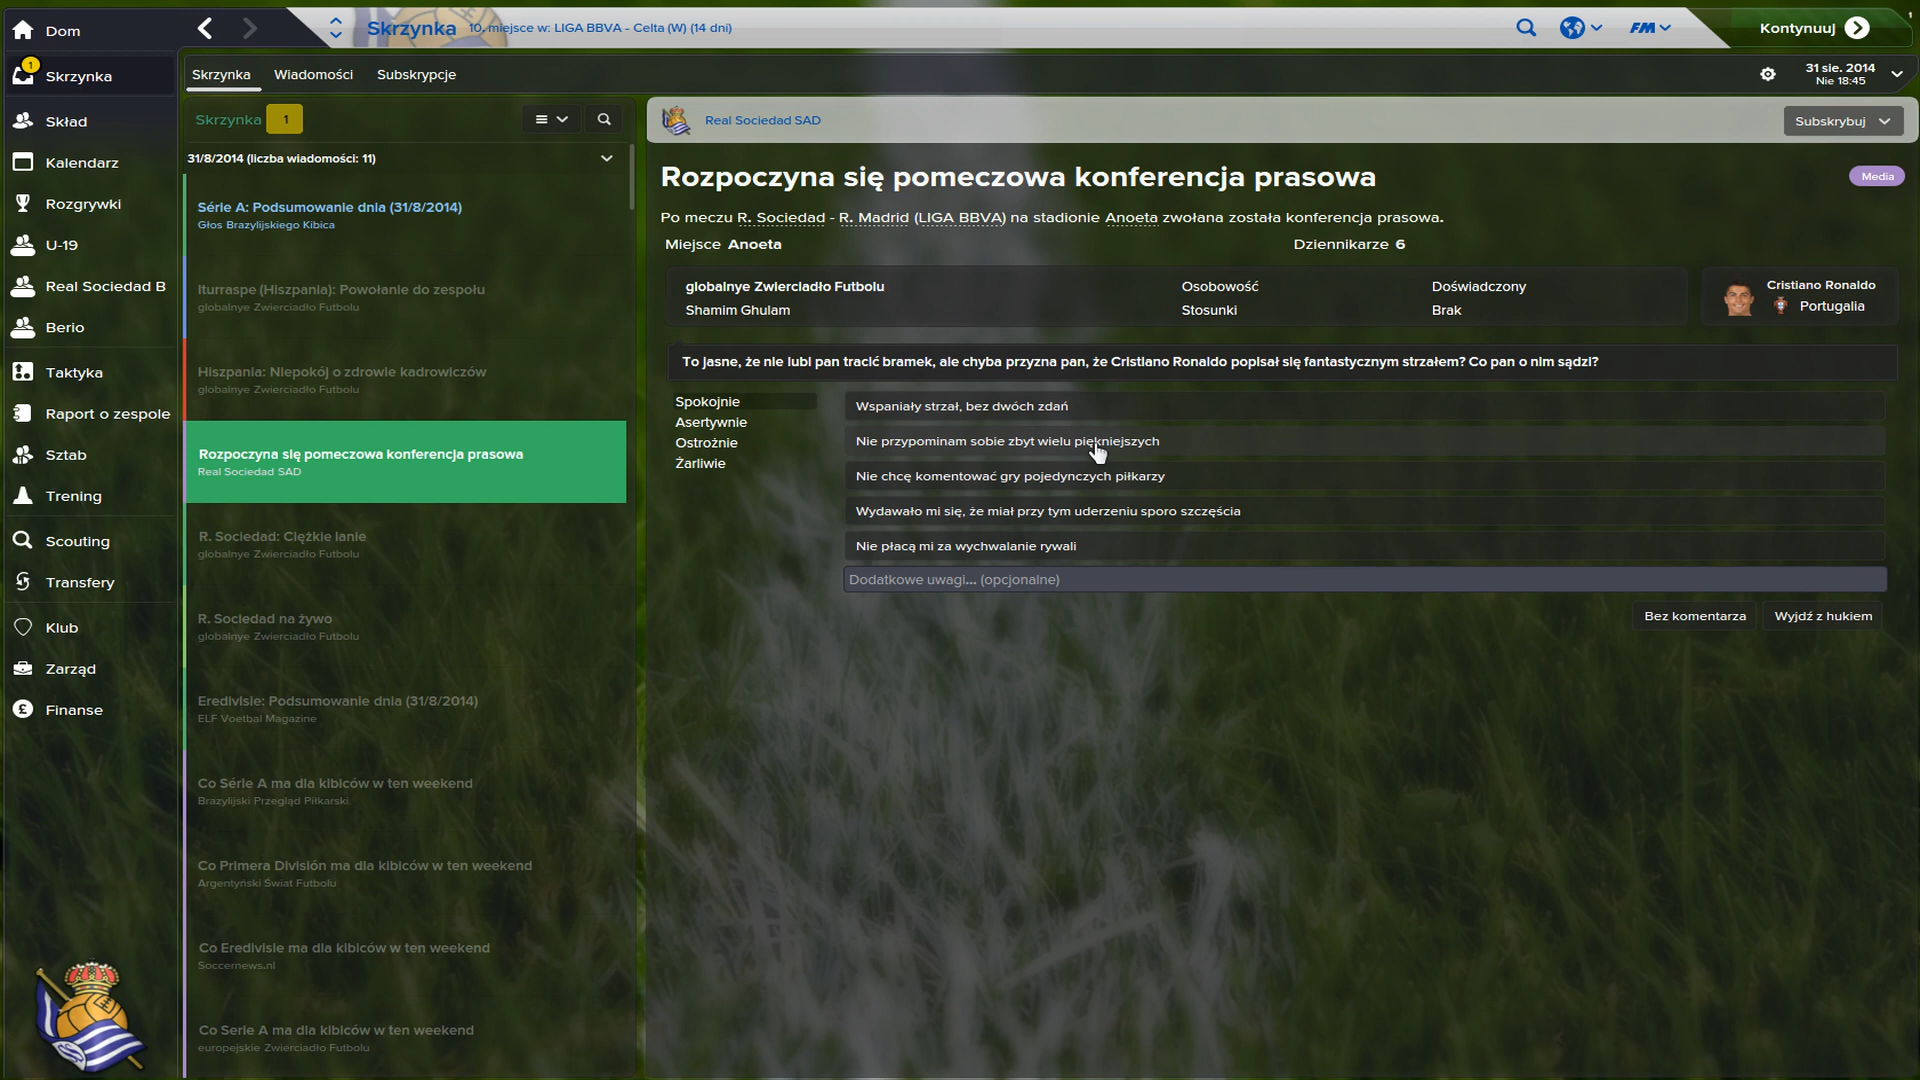 Dom
Skrzynka
10. miejsce w: LIGA BBVA - Celta (W) (14 dni)
FM
Kontynuuj
1
1
Skrzynka
Skrzynka
Wiadomości
Subskrypcje
31 sie. 2014
Nie 18:45
Skład
Kalendarz
Rozgrywki
U-19
Real Sociedad B
Berio
Taktyka
Raport o zespole
Sztab
Trening
Scouting
Transfery
Klub
Zarząd
Finanse
Skrzynka
1
31/8/2014 (liczba wiadomości: 11)
Série A: Podsumowanie dnia (31/8/2014)
Głos Brazylijskiego Kibica
Iturraspe (Hiszpania): Powołanie do zespołu
globalnye Zwierciadło Futbolu
Hiszpania: Niepokój o zdrowie kadrowiczów
globalnye Zwierciadło Futbolu
Rozpoczyna się pomeczowa konferencja prasowa
Real Sociedad SAD
R. Sociedad: Ciężkie lanie
globalnye Zwierciadło Futbolu
R. Sociedad na żywo
globalnye Zwierciadło Futbolu
Eredivisie: Podsumowanie dnia (31/8/2014)
ELF Voetbal Magazine
Co Série A ma dla kibiców w ten weekend
Brazylijski Przegląd Piłkarski
Co Primera División ma dla kibiców w ten weekend
Argentyński Świat Futbolu
Co Eredivisie ma dla kibiców w ten weekend
Soccernews.nl
Co Serie A ma dla kibiców w ten weekend
europejskie Zwierciadło Futbolu
Real Sociedad SAD
Subskrybuj
Rozpoczyna się pomeczowa konferencja prasowa
Media
Po meczu R. Sociedad - R. Madrid (LIGA BBVA) na stadionie Anoeta zwołana została konferencja prasowa.
Miejsce Anoeta
Dziennikarze 6
globalnye Zwierciadło Futbolu
Osobowość
Doświadczony
Shamim Ghulam
Stosunki
Brak
Cristiano Ronaldo
Portugalia
To jasne, że nie lubi pan tracić bramek, ale chyba przyzna pan, że Cristiano Ronaldo popisał się fantastycznym strzałem? Co pan o nim sądzi?
Spokojnie
Asertywnie
Ostrożnie
Żarliwie
Wspaniały strzał, bez dwóch zdań
Nie przypominam sobie zbyt wielu piękniejszych
Nie chcę komentować gry pojedynczych piłkarzy
Wydawało mi się, że miał przy tym uderzeniu sporo szczęścia
Nie płacą mi za wychwalanie rywali
Dodatkowe uwagi... (opcjonalne)
Bez komentarza
Wyjdź z hukiem